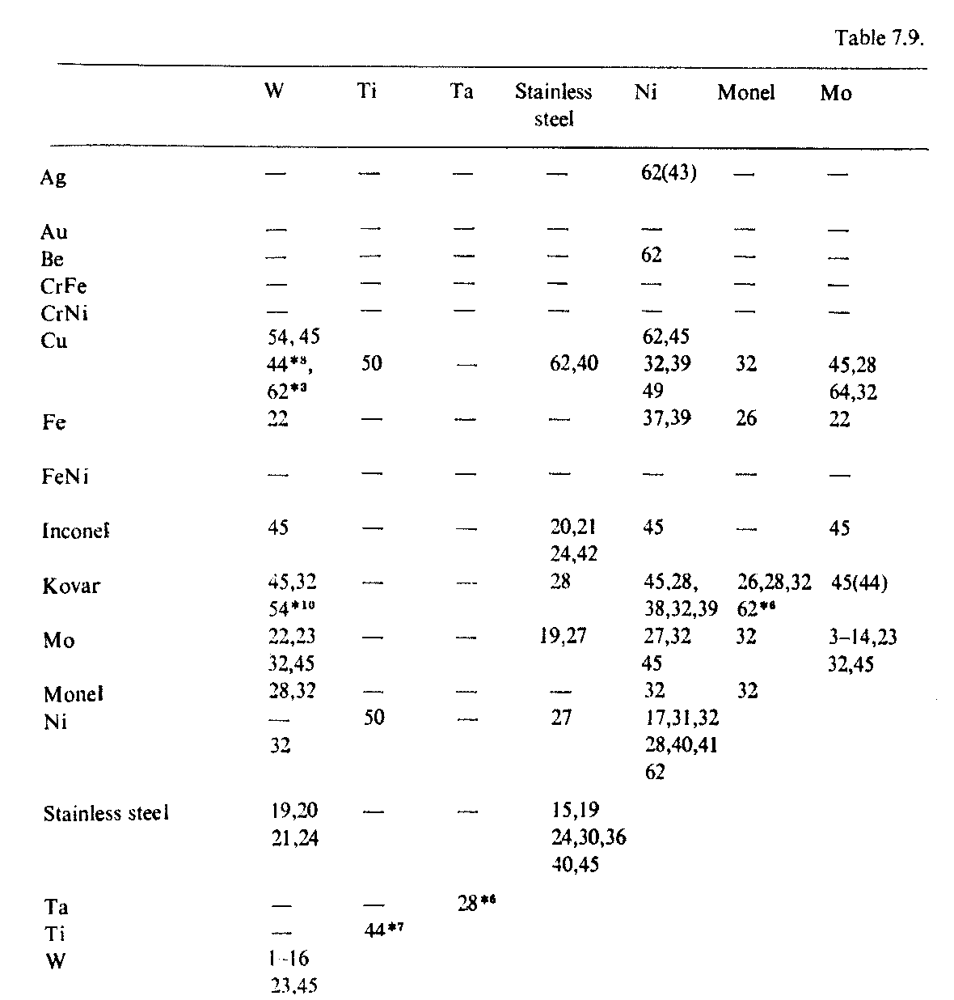 Table 7.9.
W Ti Ta Stainless Ni Monel Mo
steel
Ag — — — — 62(43) — —
Au — — — — — — —
Be — — — — 62 — —
CrFe — — — — — — —
CrNi — — — — — — —
Cu 54,45 62,45
44*8, 50 — 62,40 32,39 32 45,28
62*3 49 64,32
Fe 22 — — — 37,39 26 22
FeNi — — — — — — —
Inconel 45 — — 20,21 45 — 45
24,42
Kovar 45,32 — — 28 45,28, 26,28,32 45(44)
54*10 38,32,39 62*6
Mo 22,23 — — 19,27 27,32 32 3–14,23
32,45 45 32,45
Monel 28,32 — — — 32 32
Ni — 50 — 27 17,31,32
32 28,40,41
62
Stainless steel 19,20 — — 15,19
21,24 24,30,36
40,45
Ta — — 28*6
Ti — 44*7
W 1–16
23,45